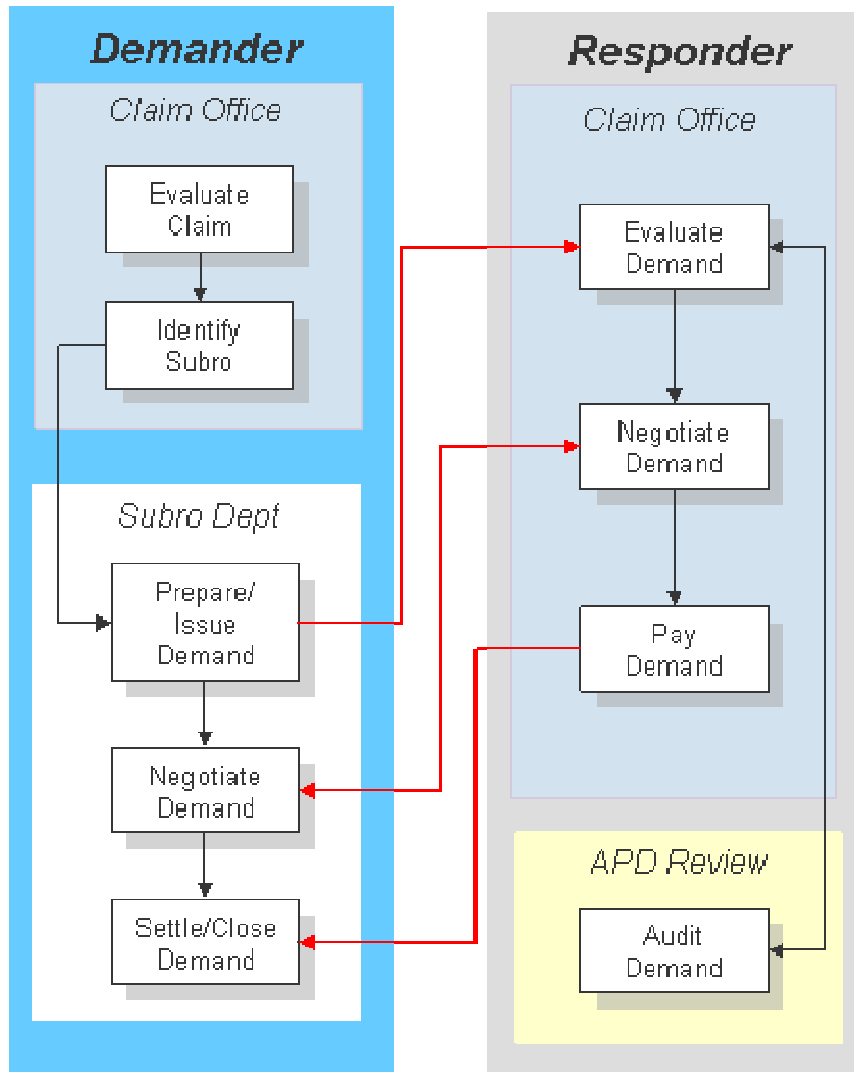 Demander
Claim Office
Evaluate
Claim
Identify
Subro
Subro Dept
Prepare/
Issue
Demand
Negotiate
Demand
Settle/Close
Demand
Responder
Claim Office
Evaluate
Demand
Negotiate
Demand
Pay
Demand
APD Review
Audit
Demand